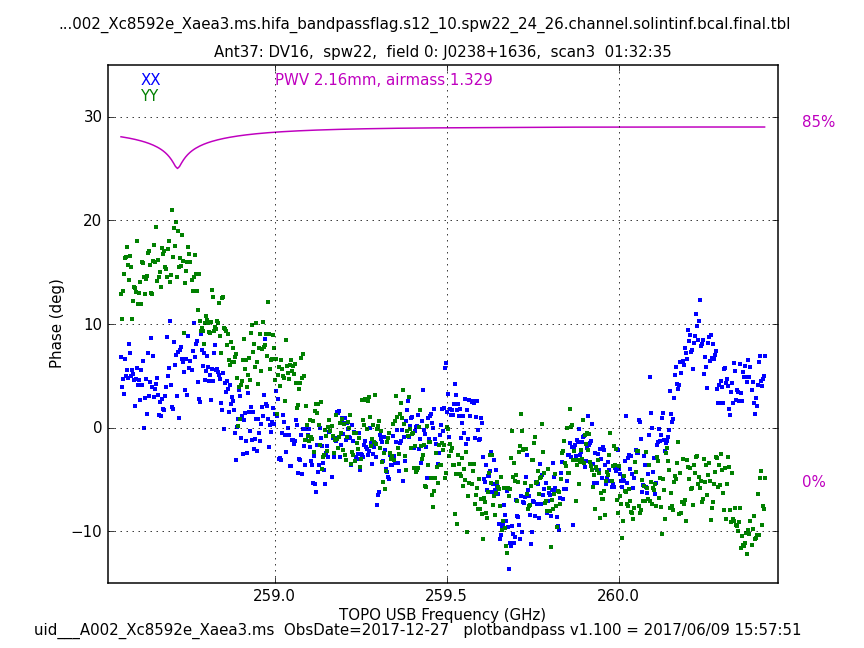 ...002_Xc8592e_Xaea3.ms.hifa_bandpassflag.s12_10.spw22_24_26.channel.solintinf.bcal.final.tbl
Ant37: DV16, spw22, field 0: J0238+1636, scan3 01:32:35
XX PWV 2.16mm, airmass 1.329
YY
85%
30
20
10
0
−10
0%
Phase (deg)
259.0 259.5 260.0
TOPO USB Frequency (GHz)
uid___A002_Xc8592e_Xaea3.ms ObsDate=2017-12-27 plotbandpass v1.100 = 2017/06/09 15:57:51